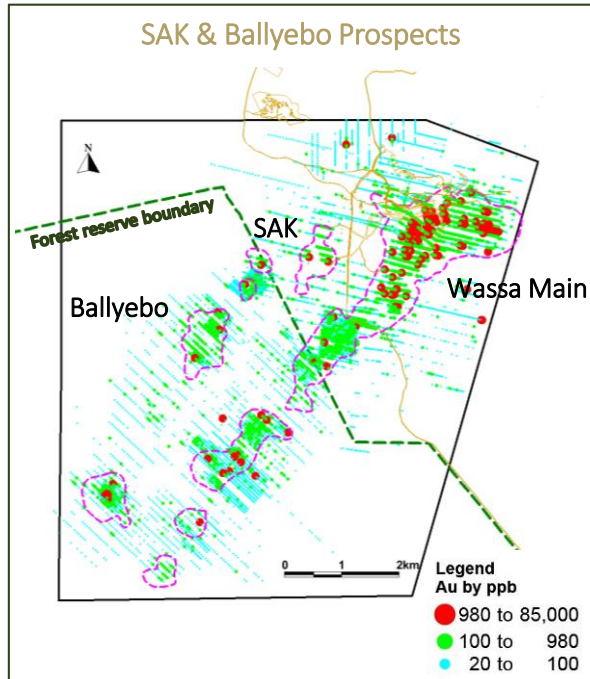 SAK & Ballyebo Prospects
N
Forest reserve boundary
SAK
Ballyebo
Wassa Main
0 1 2km
Legend
Au by ppb
980 to 85,000
100 to 980
20 to 100